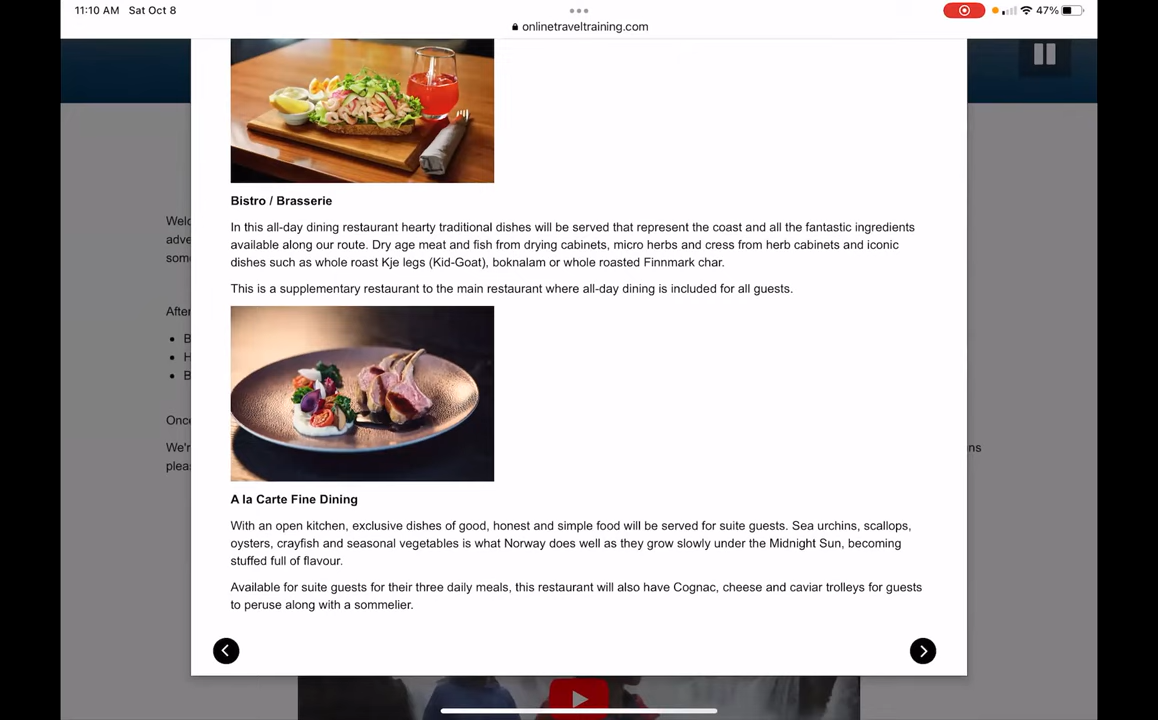 11:10 AM Sat Oct 8
47%
onlinetraveltraining.com
Bistro / Brasserie
In this all-day dining restaurant hearty traditional dishes will be served that represent the coast and all the fantastic ingredients
available along our route. Dry age meat and fish from drying cabinets, micro herbs and cress from herb cabinets and iconic
dishes such as whole roast Kje legs (Kid-Goat), boknalam or whole roasted Finnmark char.
This is a supplementary restaurant to the main restaurant where all-day dining is included for all guests.
A la Carte Fine Dining
With an open kitchen, exclusive dishes of good, honest and simple food will be served for suite guests. Sea urchins, scallops,
oysters, crayfish and seasonal vegetables is what Norway does well as they grow slowly under the Midnight Sun, becoming
stuffed full of flavour.
Available for suite guests for their three daily meals, this restaurant will also have Cognac, cheese and caviar trolleys for guests
to peruse along with a sommelier.
Welc
adve
som
After
B
H
B
Once
We'r
ns
pleas